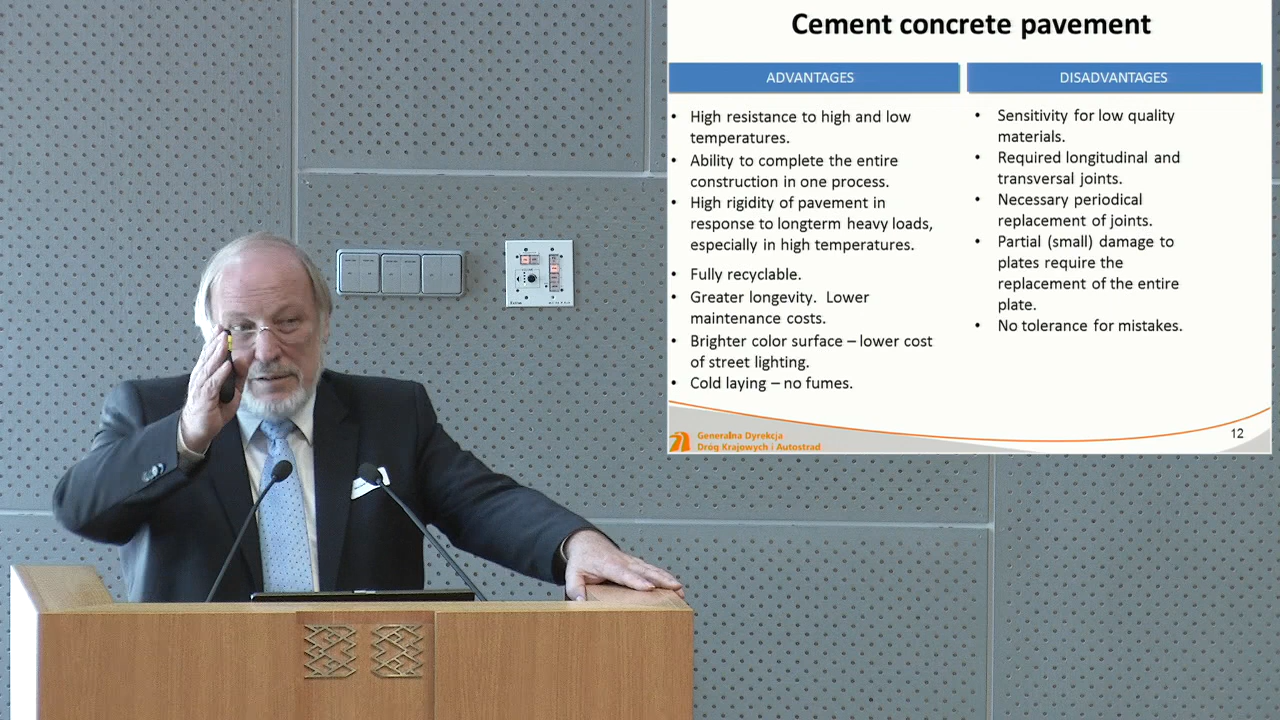 Cement concrete pavement
ADVANTAGES
• High resistance to high and low
temperatures.
• Ability to complete the entire
construction in one process.
• High rigidity of pavement in
response to longterm heavy loads,
especially in high temperatures.
• Fully recyclable.
• Greater longevity. Lower
maintenance costs.
• Brighter color surface – lower cost
of street lighting.
• Cold laying – no fumes.
DISADVANTAGES
• Sensitivity for low quality
materials.
• Required longitudinal and
transversal joints.
• Necessary periodical
replacement of joints.
• Partial (small) damage to
plates require the
replacement of the entire
plate.
• No tolerance for mistakes.
Generalna Dyrekcja
Dróg Krajowych i Autostrad
12